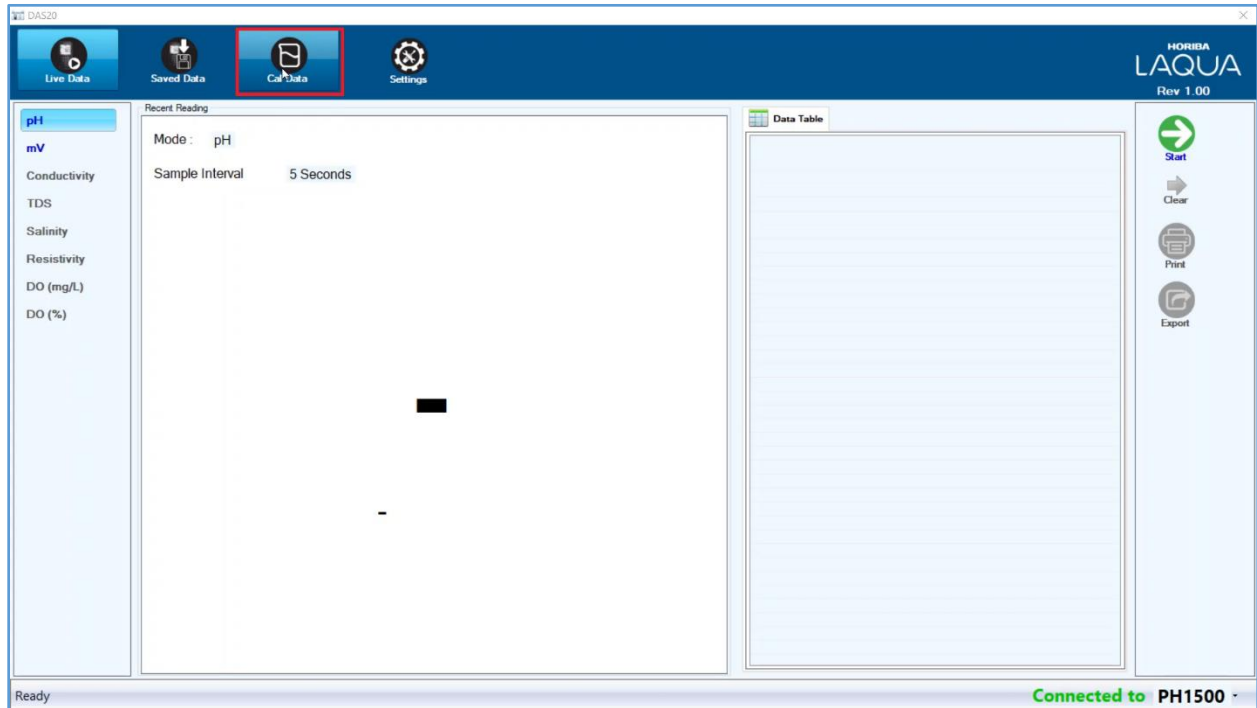 DAS20
Live Data
Saved Data
Cal Data
Settings
HORIBA
LAQUA
Rev 1.00
pH
mV
Conductivity
TDS
Salinity
Resistivity
DO (mg/L)
DO (%)
Recent Reading
Mode : pH
Sample Interval 5 Seconds
Data Table
Start
Clear
Print
Export
Ready
Connected to PH1500